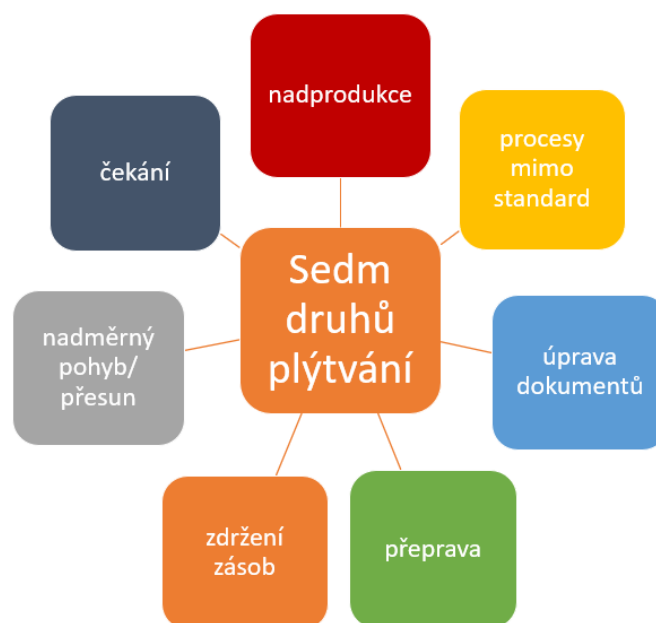 nadprodukce
procesy
mimo
standard
úprava
dokumentů
přeprava
zdržení
zásob
nadměrný
pohyb/
přesun
čekání
Sedm
druhů
plýtvání